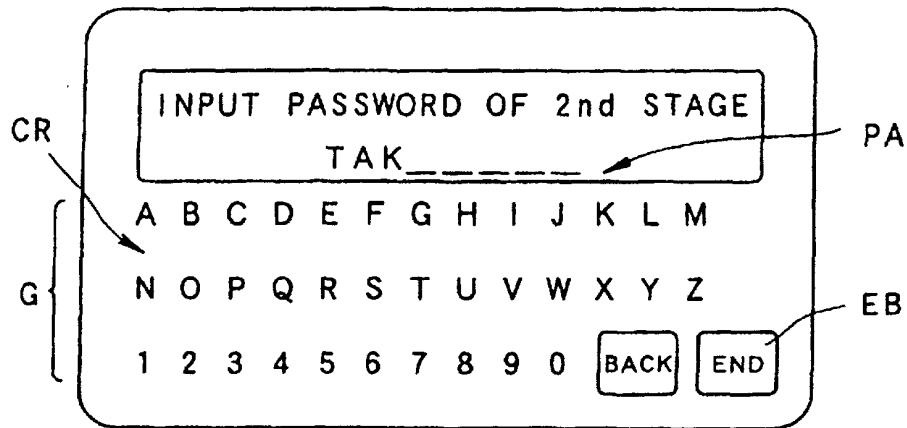 INPUT PASSWORD OF 2nd STAGE
CR
TAK_____
PA
A B C D E F G H I J K L M
G
N O P Q R S T U V W X Y Z
EB
1 2 3 4 5 6 7 8 9 0 BACK END